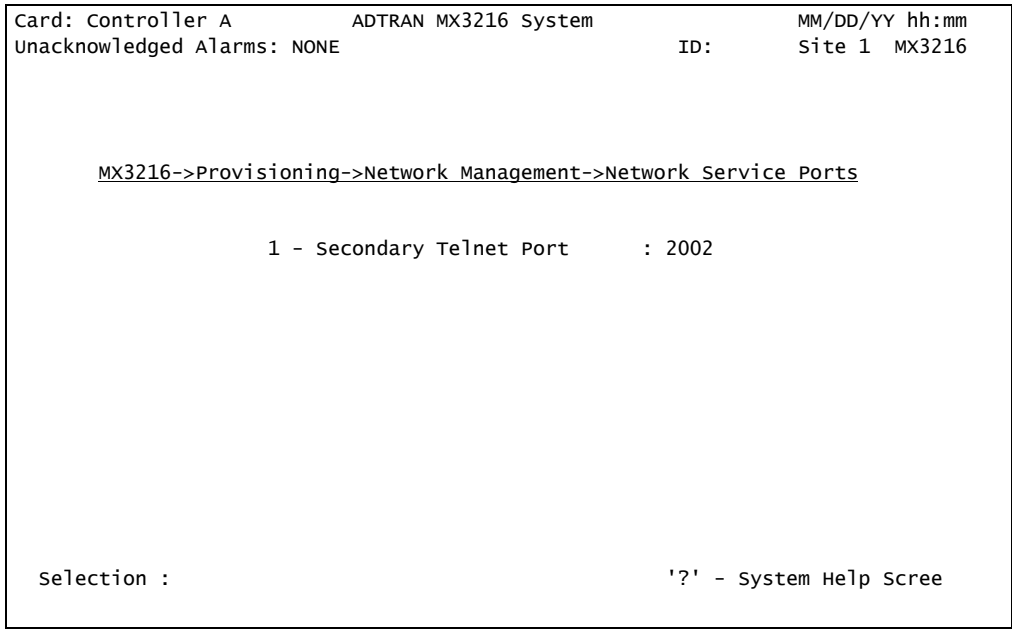 Card: Controller A ADTRAN MX3216 System MM/DD/YY hh:mm
Unacknowledged Alarms: NONE ID: Site 1 MX3216
MX3216->Provisioning->Network Management->Network Service Ports
1 - Secondary Telnet Port : 2002
Selection : '?' - System Help Scree